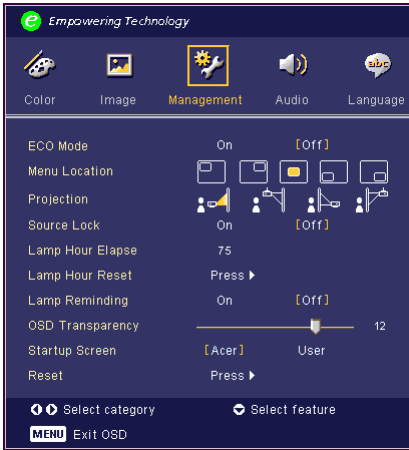 e Empowering Technology
Color Image Management Audio Language
ECO Mode On [Off]
Menu Location
Projection
Source Lock On [Off]
Lamp Hour Elapse 75
Lamp Hour Reset Press
Lamp Reminding On [Off]
OSD Transparency 12
Startup Screen [Acer] User
Reset Press
Select category Select feature
MENU Exit OSD